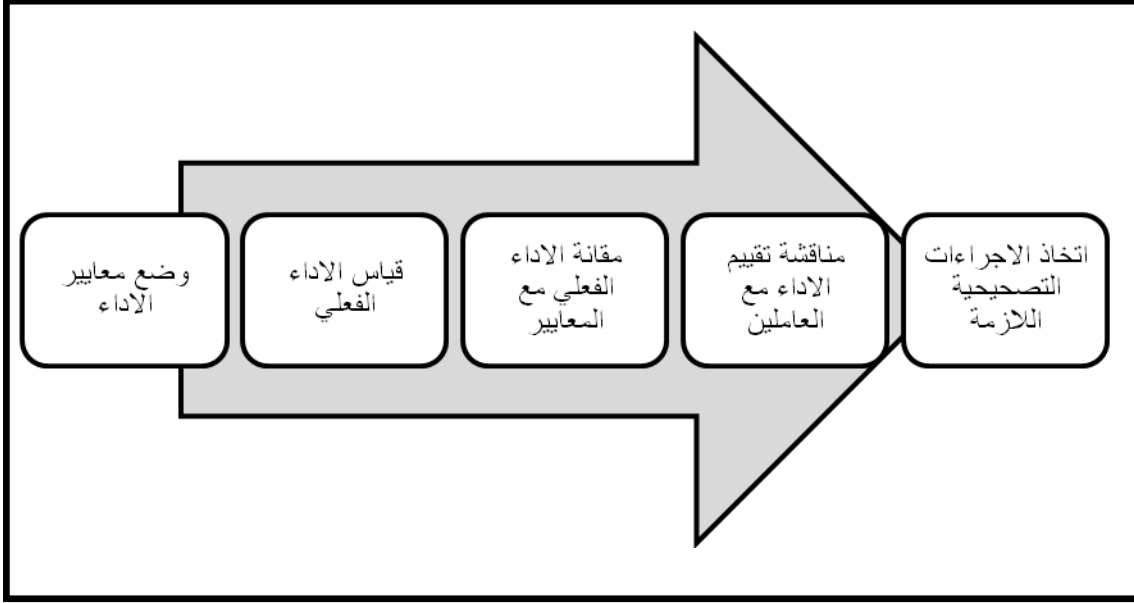 وضع معايير
الاداء
قياس الاداء
الفعلي
مقانة الاداء
الفعلي مع
المعايير
مناقشة تقييم
الاداء مع
العاملين
اتخاذ الاجراءات
التصحيحية
اللازمة